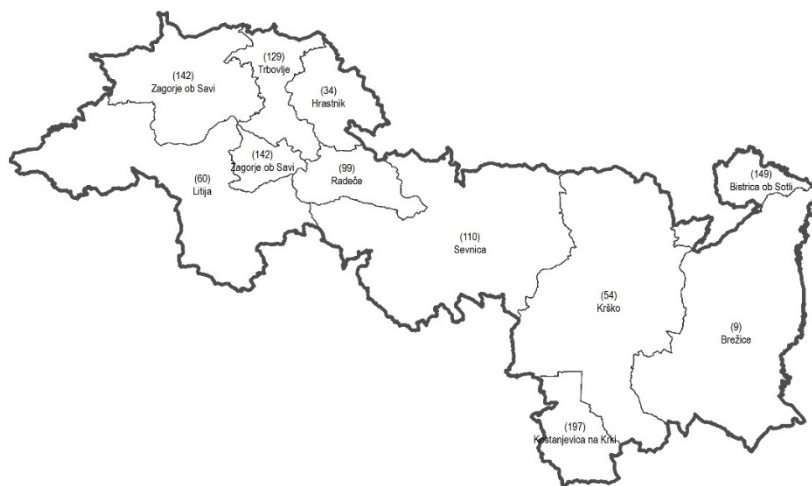 (129)
Trbovlje
(142)
Zagorje ob Savi
(34)
Hrastnik
(142)
Zagorje ob Savi
(99)
Radeče
(60)
Litija
(149)
Bistrica ob Sotli
(110)
Sevnica
(54)
Krško
(9)
Brežice
(197)
Kostanjevica na Krki